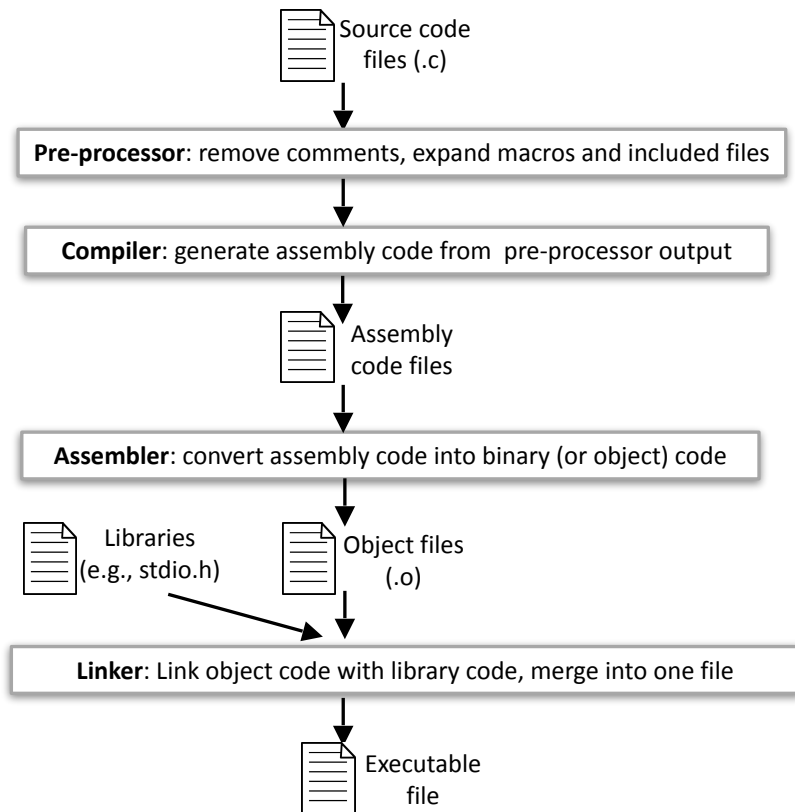 Source code
files (.c)
Pre-processor: remove comments, expand macros and included files
Compiler: generate assembly code from  pre-processor output
Assembly
code files
Assembler: convert assembly code into binary (or object) code
Libraries
(e.g., stdio.h)
Object files
(.o)
Linker: Link object code with library code, merge into one file
Executable
file